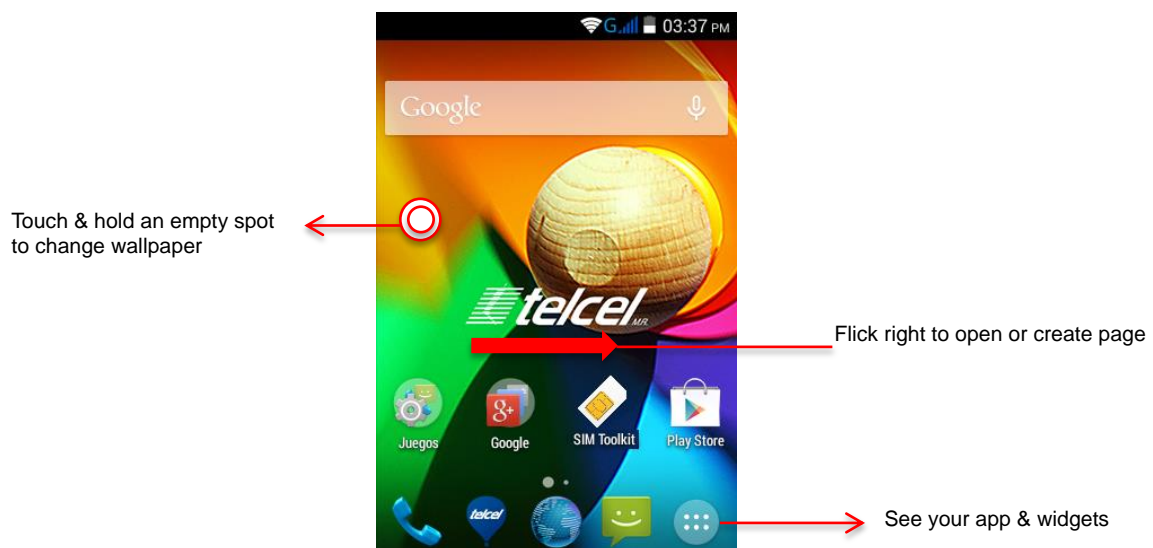 G 03:37 PM
Google
Touch & hold an empty spot
to change wallpaper
telcel M.R.
Flick right to open or create page
g+
Juegos
Google
SIM Toolkit
Play Store
telcel
See your app & widgets